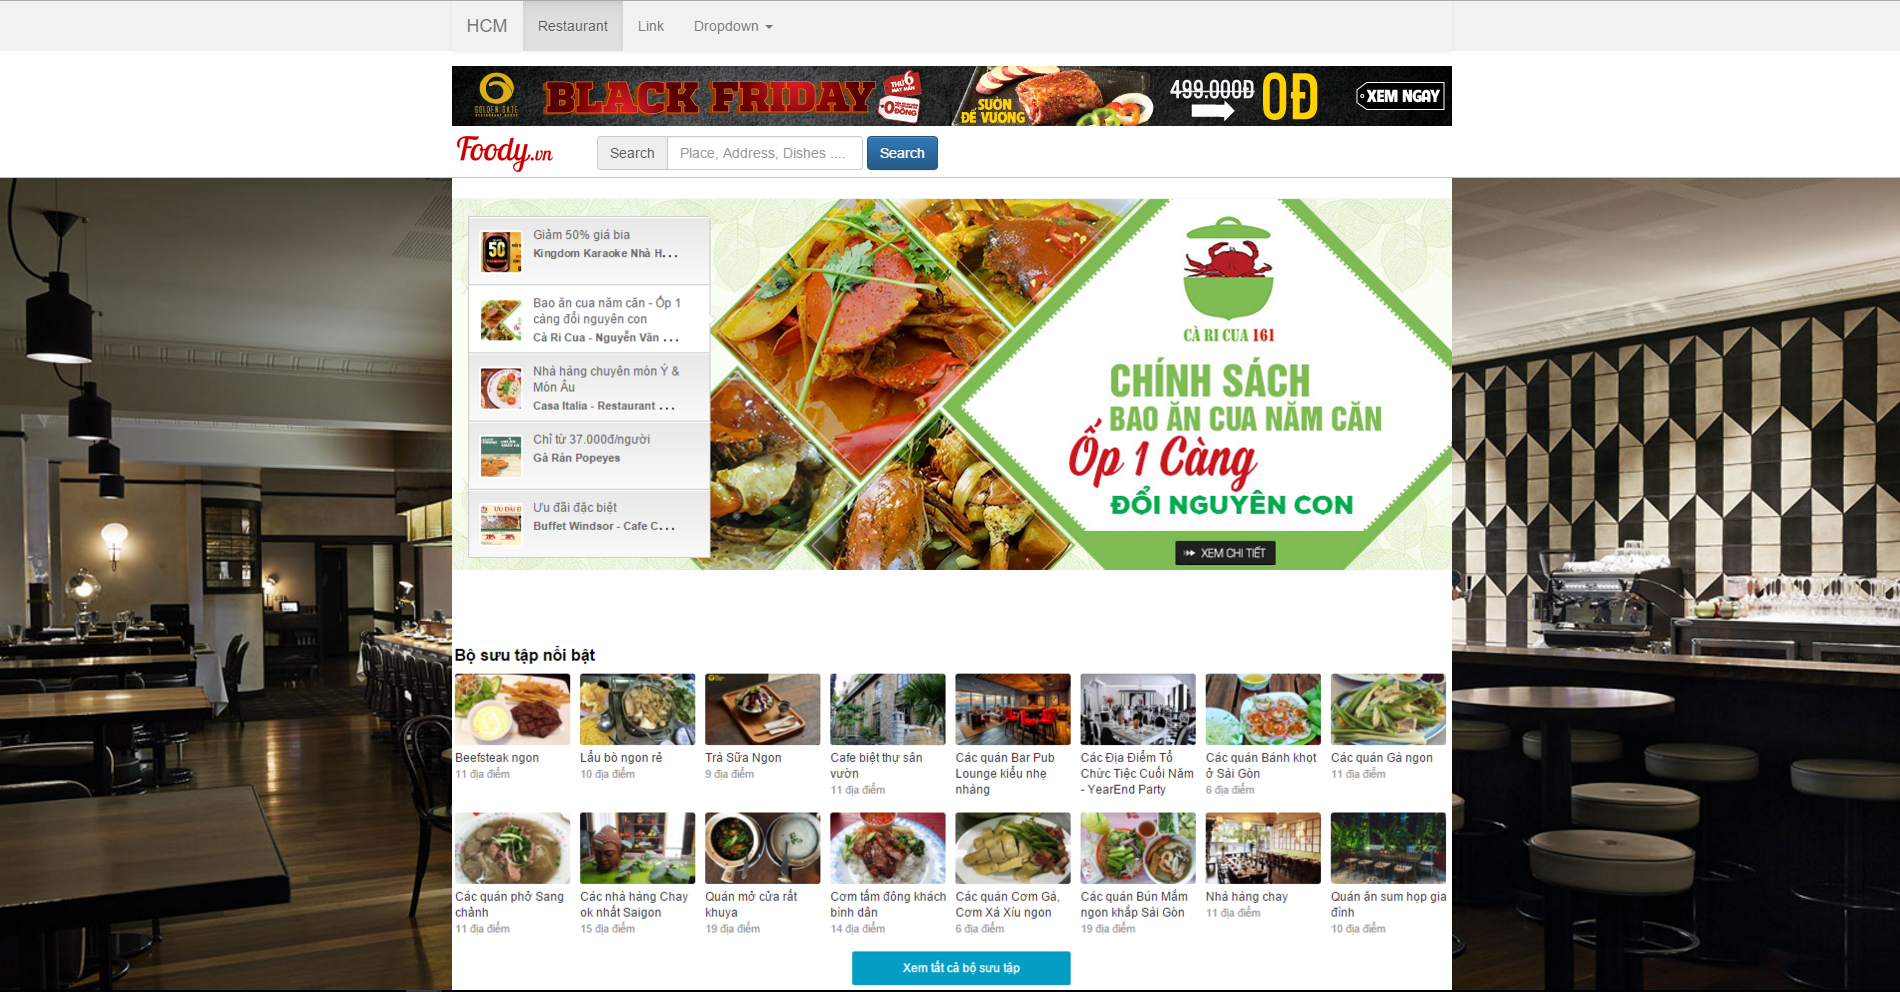 HCM
Restaurant
Link
Dropdown
GOLDEN GATE
BLACK FRIDAY
THỨ 6
MAY MẮN
0 ĐỒNG
SƯỜN
ĐẾ VƯƠNG
499.000Đ
0Đ
XEM NGAY
Foody.vn
Search
Place, Address, Dishes ....
Search
Giảm 50% giá bia
Kingdom Karaoke Nhà H...
Bao ăn cua năm căn - Ốp 1
càng đổi nguyên con
Cà Ri Cua - Nguyễn Văn ...
Nhà hàng chuyên món Ý &
Món Âu
Casa Italia - Restaurant ...
Chỉ từ 37.000đ/người
Gà Rán Popeyes
Ưu đãi đặc biệt
Buffet Windsor - Cafe C...
50
CÀ RI CUA 161
CHÍNH SÁCH
BAO ĂN CUA NĂM CĂN
Ốp 1 Càng
ĐỔI NGUYÊN CON
XEM CHI TIẾT
Bộ sưu tập nổi bật
Beefsteak ngon
11 địa điểm
Lẩu bò ngon rẻ
10 địa điểm
Trà Sữa Ngon
9 địa điểm
Cafe biệt thự sân
vườn
11 địa điểm
Các quán Bar Pub
Lounge kiểu nhẹ
nhàng
Các Địa Điểm Tổ
Chức Tiệc Cuối Năm
- YearEnd Party
Các quán Bánh khọt
ở Sài Gòn
6 địa điểm
Các quán Gà ngon
11 địa điểm
Các quán phở Sang
chảnh
11 địa điểm
Các nhà hàng Chay
ok nhất Saigon
15 địa điểm
Quán mở cửa rất
khuya
19 địa điểm
Cơm tấm đông khách
bình dân
14 địa điểm
Các quán Cơm Gà,
Cơm Xá Xíu ngon
6 địa điểm
Các quán Bún Mắm
ngon khắp Sài Gòn
19 địa điểm
Nhà hàng chay
11 địa điểm
Quán ăn sum họp gia
đình
10 địa điểm
Xem tất cả bộ sưu tập